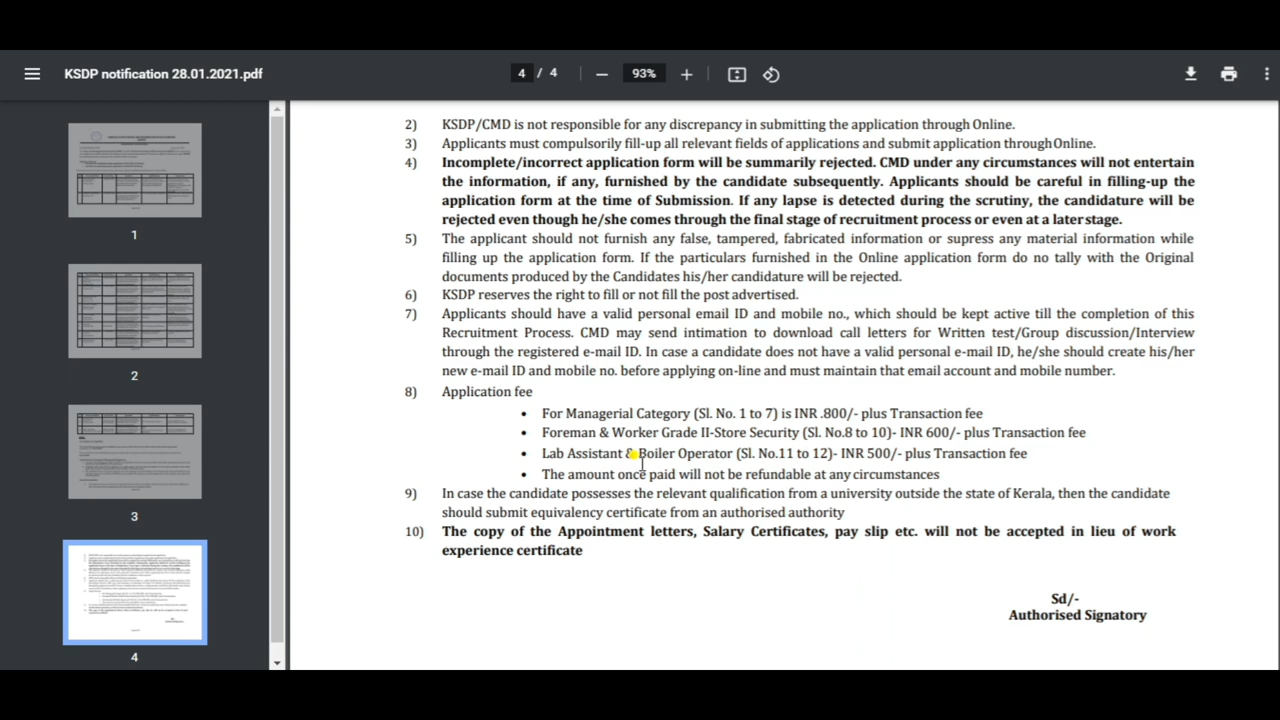 KSDP notification 28.01.2021.pdf
4 / 4
93%
1
2
3
4
2) KSDP/CMD is not responsible for any discrepancy in submitting the application through Online.
3) Applicants must compulsorily fill-up all relevant fields of applications and submit application through Online.
4) Incomplete/incorrect application form will be summarily rejected. CMD under any circumstances will not entertain
the information, if any, furnished by the candidate subsequently. Applicants should be careful in filling-up the
application form at the time of Submission. If any lapse is detected during the scrutiny, the candidature will be
rejected even though he/she comes through the final stage of recruitment process or even at a later stage.
5) The applicant should not furnish any false, tampered, fabricated information or supress any material information while
filling up the application form. If the particulars furnished in the Online application form do no tally with the Original
documents produced by the Candidates his/her candidature will be rejected.
6) KSDP reserves the right to fill or not fill the post advertised.
7) Applicants should have a valid personal email ID and mobile no., which should be kept active till the completion of this
Recruitment Process. CMD may send intimation to download call letters for Written test/Group discussion/Interview
through the registered e-mail ID. In case a candidate does not have a valid personal e-mail ID, he/she should create his/her
new e-mail ID and mobile no. before applying on-line and must maintain that email account and mobile number.
8) Application fee
• For Managerial Category (Sl. No. 1 to 7) is INR .800/- plus Transaction fee
• Foreman & Worker Grade II-Store Security (Sl. No.8 to 10)- INR 600/- plus Transaction fee
• Lab Assistant & Boiler Operator (Sl. No.11 to 12)- INR 500/- plus Transaction fee
• The amount once paid will not be refundable at any circumstances
9) In case the candidate possesses the relevant qualification from a university outside the state of Kerala, then the candidate
should submit equivalency certificate from an authorised authority
10) The copy of the Appointment letters, Salary Certificates, pay slip etc. will not be accepted in lieu of work
experience certificate
Sd/-
Authorised Signatory